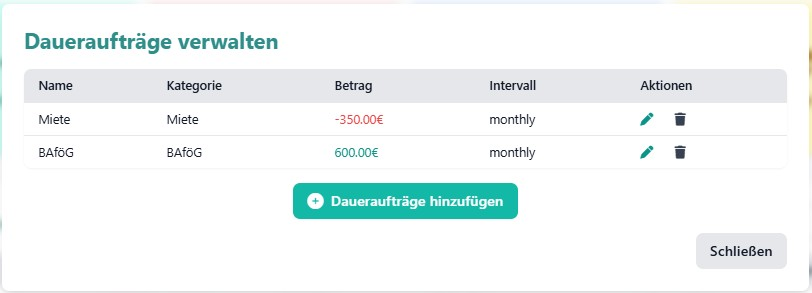 Daueraufträge verwalten
Name Kategorie Betrag Intervall Aktionen
Miete Miete -350.00€ monthly
BAföG BAföG 600.00€ monthly
Daueraufträge hinzufügen
Schließen